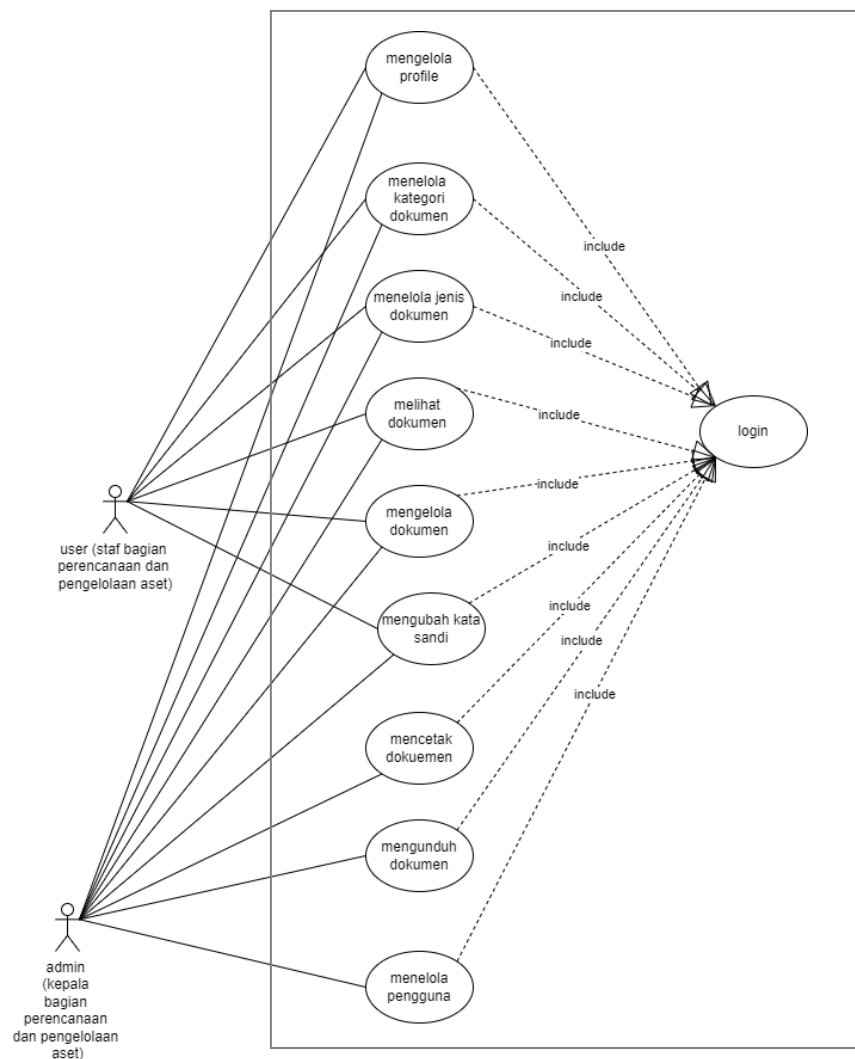 mengelola
profile
menelola
kategori
dokumen
include
include
menelola jenis
dokumen
include
melihat
dokumen
include
login
mengelola
dokumen
include
user (staf bagian
perencanaan dan
pengelolaan aset)
include
mengubah kata
sandi
include
include
include
mencetak
dokuemen
mengunduh
dokumen
menelola
pengguna
admin
(kepala
bagian
perencanaan
dan pengelolaan
aset)